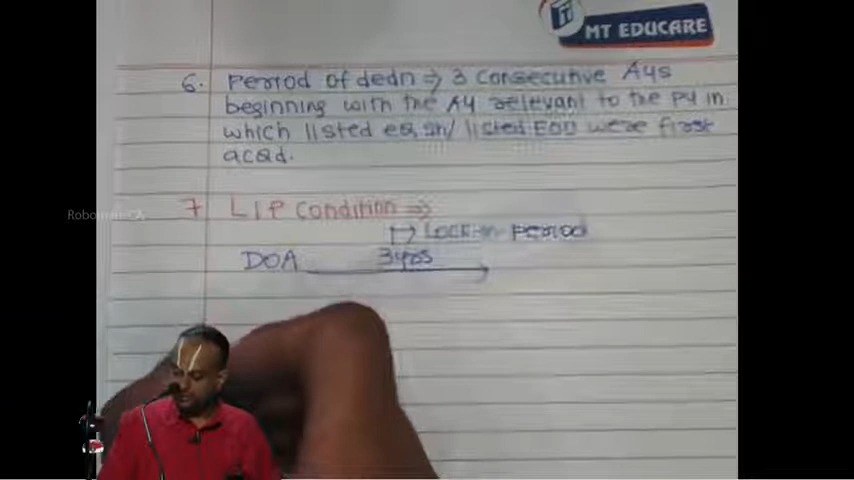 MT EDUCARE
6. Period of dedn ⇒ 3 consecutive AYs
beginning with the AY relevant to the PY in
which listed eq sh/ listed EOU were first
acqd.
7 LIP condition ⇒
↳ Lock-in period
DOA 3yrs